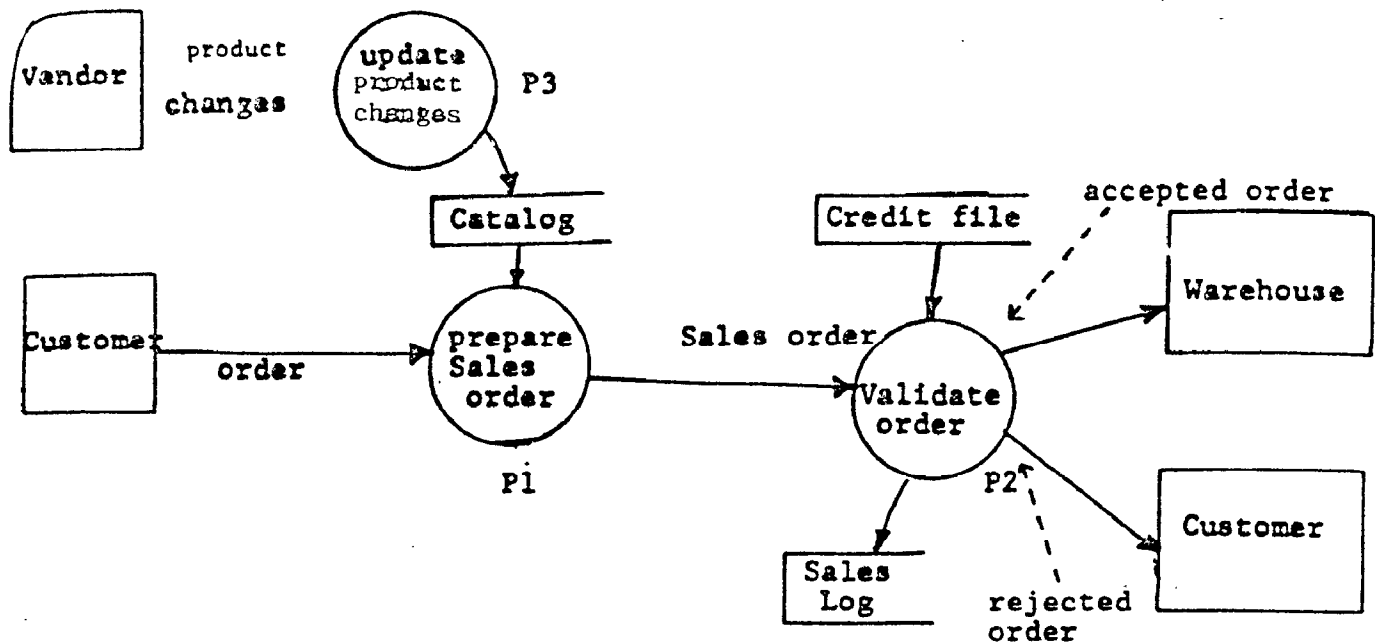 Vandor
product
changes
update
product
changes
P3
Catalog
Credit file
accepted order
Warehouse
Customer
order
prepare
Sales
order
P1
Sales order
Validate
order
P2
Customer
Sales
Log
rejected
order